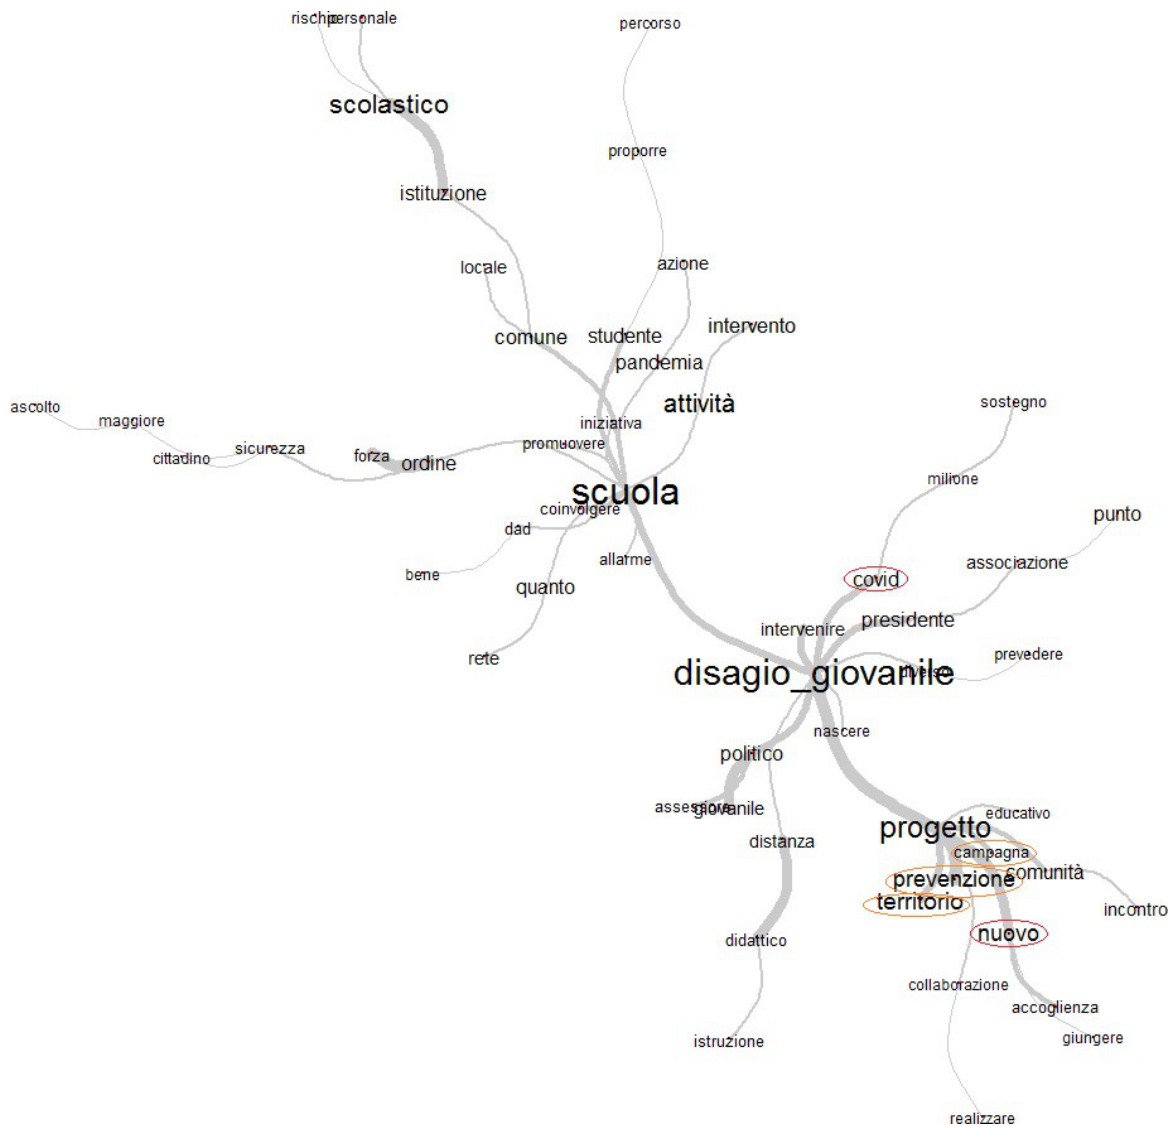 rischio personale
percorso
scolastico
proporre
istituzione
locale
azione
comune
studente
intervento
pandemia
attività
sostegno
ascolto
maggiore
iniziativa
cittadino
sicurezza
forza
ordine
promuovere
milione
scuola
coinvolgere
punto
dad
allarme
associazione
bene
quanto
covid
presidente
intervenire
rete
prevedere
disagio_giovanile
diverso
nascere
politico
assessore
giovanile
educativo
distanza
progetto
campagna
comunità
prevenzione
territorio
incontro
nuovo
didattico
collaborazione
accoglienza
istruzione
giungere
realizzare